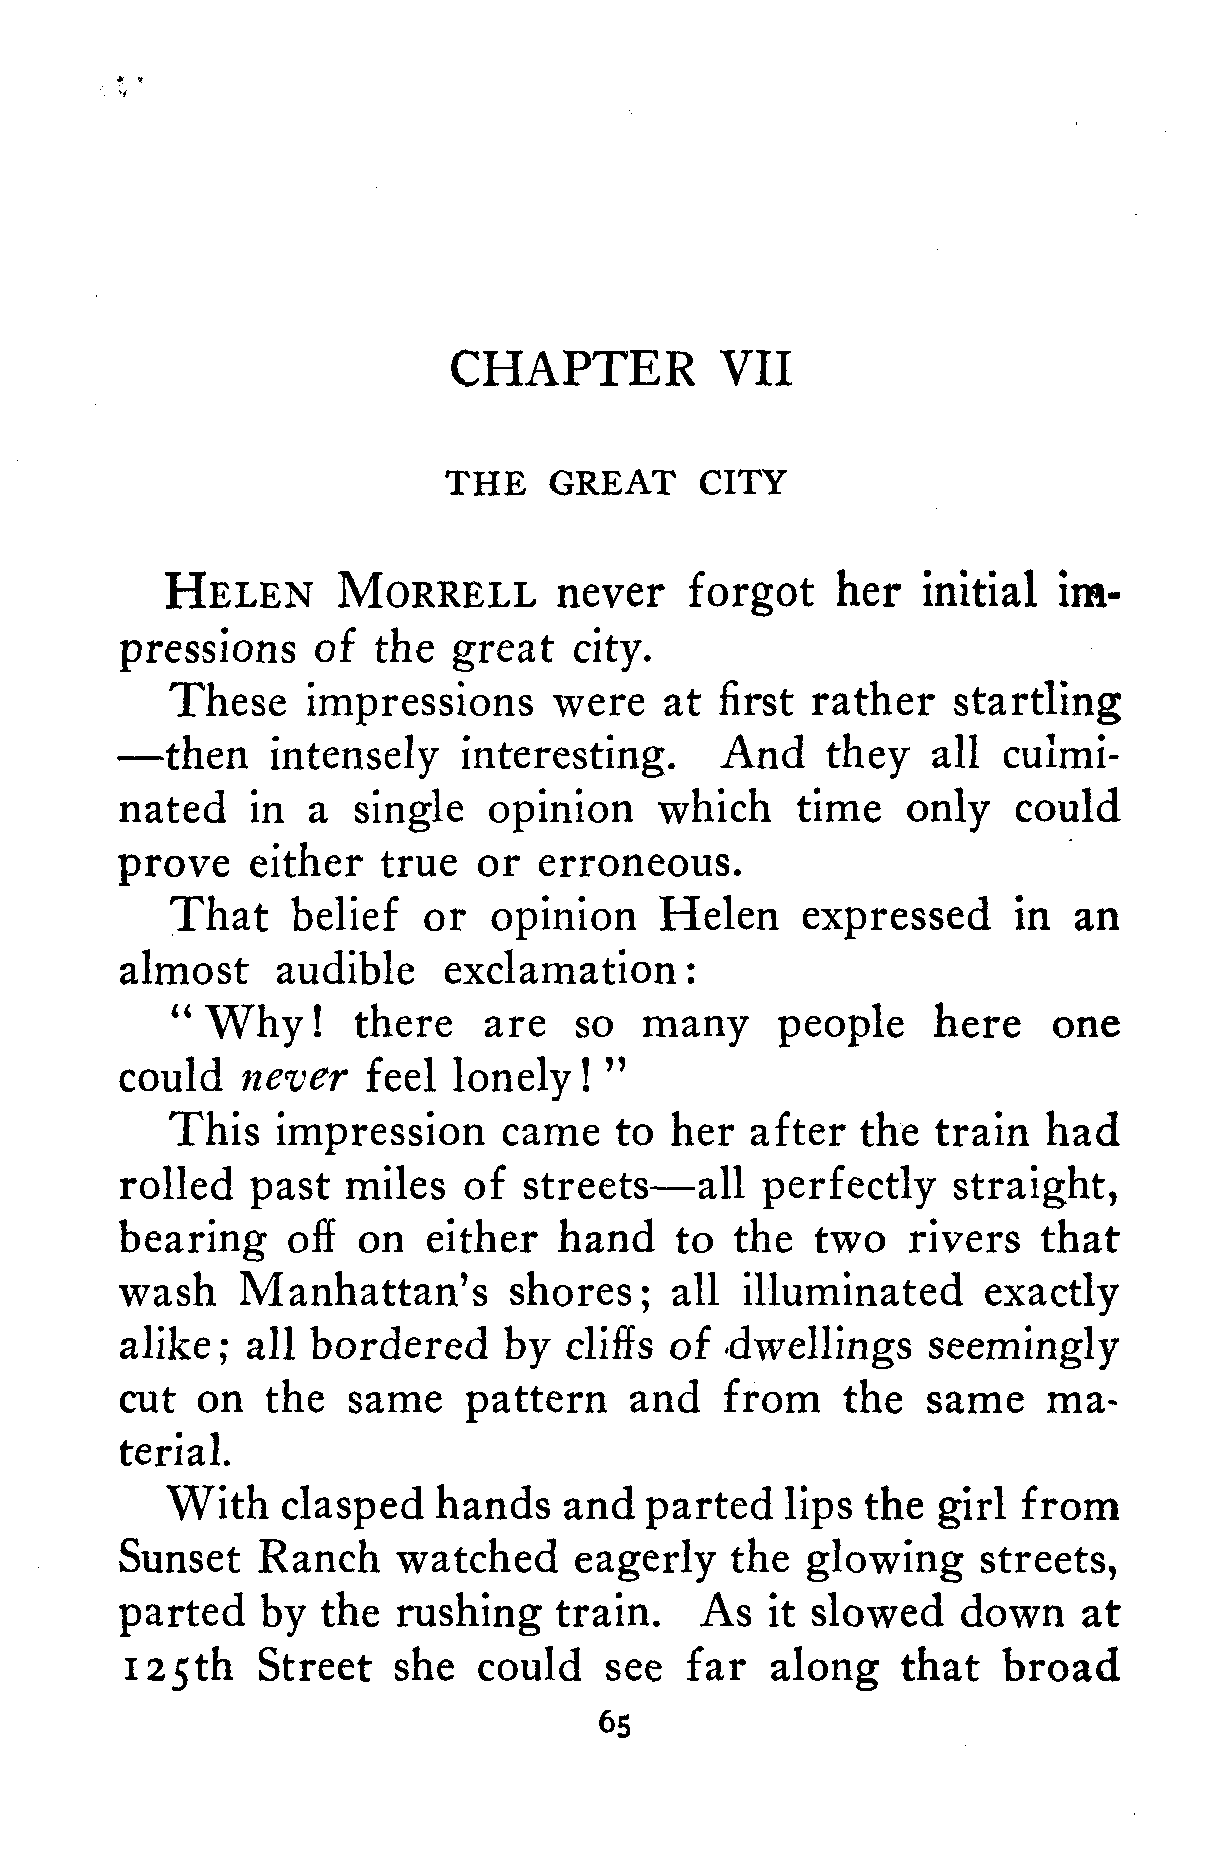 CHAPTER VII
THE GREAT CITY
HELEN MORRELL never forgot her initial im-
pressions of the great city.
These impressions were at first rather startling
—then intensely interesting. And they all culmi-
nated in a single opinion which time only could
prove either true or erroneous.
That belief or opinion Helen expressed in an
almost audible exclamation:
" Why! there are so many people here one
could never feel lonely! "
This impression came to her after the train had
rolled past miles of streets—all perfectly straight,
bearing off on either hand to the two rivers that
wash Manhattan's shores; all illuminated exactly
alike; all bordered by cliffs of dwellings seemingly
cut on the same pattern and from the same ma-
terial.
With clasped hands and parted lips the girl from
Sunset Ranch watched eagerly the glowing streets,
parted by the rushing train. As it slowed down at
125th Street she could see far along that broad
65